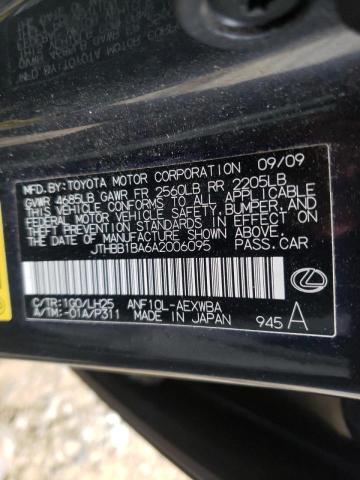 MFD. BY: TOYOTA MOTOR CORPORATION 09/09
GVWR 4685LB GAWR FR 2560LB RR 2205LB
THIS VEHICLE CONFORMS TO ALL APPLICABLE
FEDERAL MOTOR VEHICLE SAFETY, BUMPER, AND
THEFT PREVENTION STANDARDS IN EFFECT ON
THE DATE OF MANUFACTURE SHOWN ABOVE.
JTHBB1BA6A2006095 PASS. CAR
C/TR:1G0/LH25 ANF10L-AEXWBA
A/TM:-01A/P311 MADE IN JAPAN 945 A